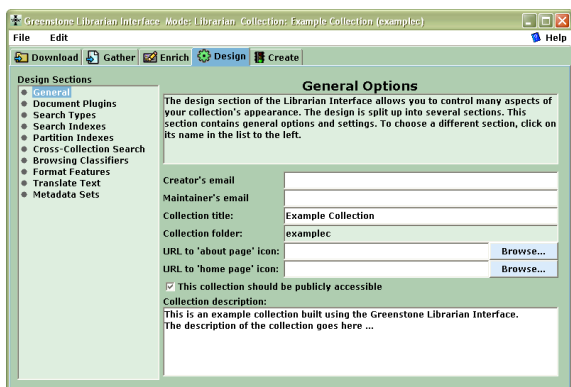 Greenstone Librarian Interface Mode: Librarian Collection: Example Collection (examplec)
File Edit Help
Download Gather Enrich Design Create
Design Sections
General
Document Plugins
Search Types
Search Indexes
Partition Indexes
Cross-Collection Search
Browsing Classifiers
Format Features
Translate Text
Metadata Sets
General Options
The design section of the Librarian Interface allows you to control many aspects of
your collection's appearance. The design is split up into several sections. This
section contains general options and settings. To choose a different section, click on
its name in the list to the left.
Creator's email
Maintainer's email
Collection title: Example Collection
Collection folder: examplec
URL to 'about page' icon: Browse...
URL to 'home page' icon: Browse...
This collection should be publicly accessible
Collection description:
This is an example collection built using the Greenstone Librarian Interface.
The description of the collection goes here ...